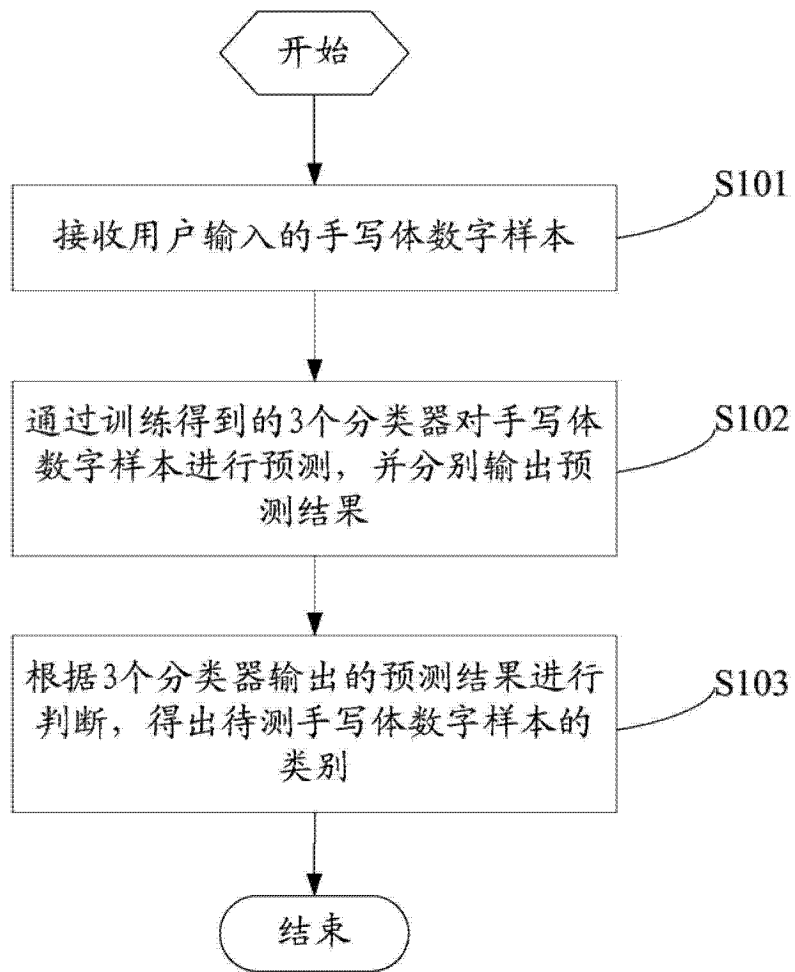 开始
S101
接收用户输入的手写体数字样本
S102
通过训练得到的3个分类器对手写体
数字样本进行预测，并分别输出预
测结果
S103
根据3个分类器输出的预测结果进行
判断，得出待测手写体数字样本的
类别
结束